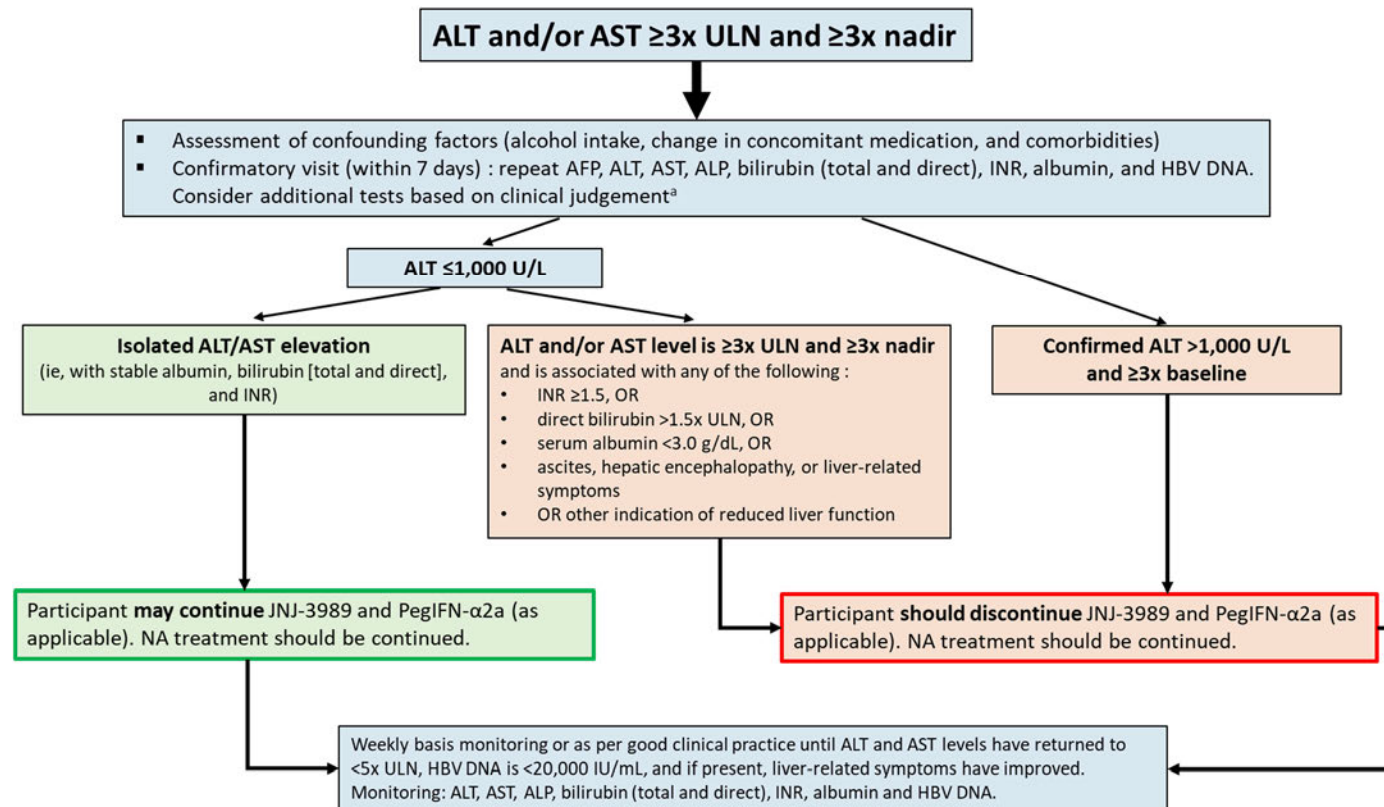 ALT and/or AST ≥3x ULN and ≥3x nadir
▪ Assessment of confounding factors (alcohol intake, change in concomitant medication, and comorbidities)
▪ Confirmatory visit (within 7 days) : repeat AFP, ALT, AST, ALP, bilirubin (total and direct), INR, albumin, and HBV DNA.
Consider additional tests based on clinical judgementᵃ
ALT ≤1,000 U/L
Isolated ALT/AST elevation
(ie, with stable albumin, bilirubin [total and direct],
and INR)
ALT and/or AST level is ≥3x ULN and ≥3x nadir
and is associated with any of the following :
• INR ≥1.5, OR
• direct bilirubin >1.5x ULN, OR
• serum albumin <3.0 g/dL, OR
• ascites, hepatic encephalopathy, or liver-related
symptoms
• OR other indication of reduced liver function
Confirmed ALT >1,000 U/L
and ≥3x baseline
Participant may continue JNJ-3989 and PegIFN-α2a (as
applicable). NA treatment should be continued.
Participant should discontinue JNJ-3989 and PegIFN-α2a (as
applicable). NA treatment should be continued.
Weekly basis monitoring or as per good clinical practice until ALT and AST levels have returned to
<5x ULN, HBV DNA is <20,000 IU/mL, and if present, liver-related symptoms have improved.
Monitoring: ALT, AST, ALP, bilirubin (total and direct), INR, albumin and HBV DNA.